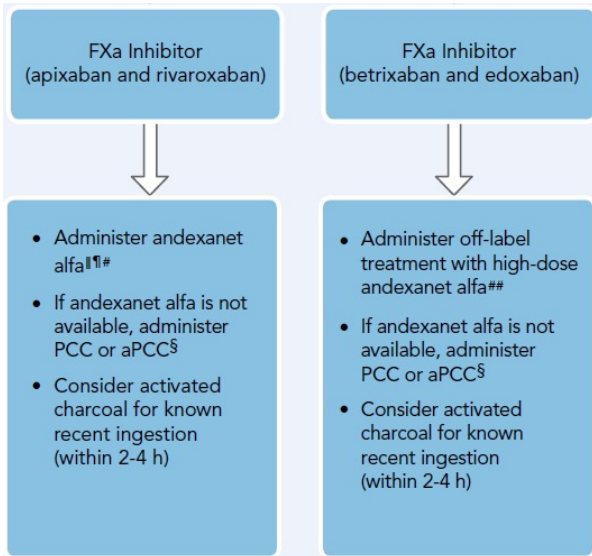 FXa Inhibitor
(apixaban and rivaroxaban)
FXa Inhibitor
(betrixaban and edoxaban)
• Administer andexanet
alfa‖¶#
• If andexanet alfa is not
available, administer
PCC or aPCC§
• Consider activated
charcoal for known
recent ingestion
(within 2-4 h)
• Administer off-label
treatment with high-dose
andexanet alfa##
• If andexanet alfa is not
available, administer
PCC or aPCC§
• Consider activated
charcoal for known
recent ingestion
(within 2-4 h)